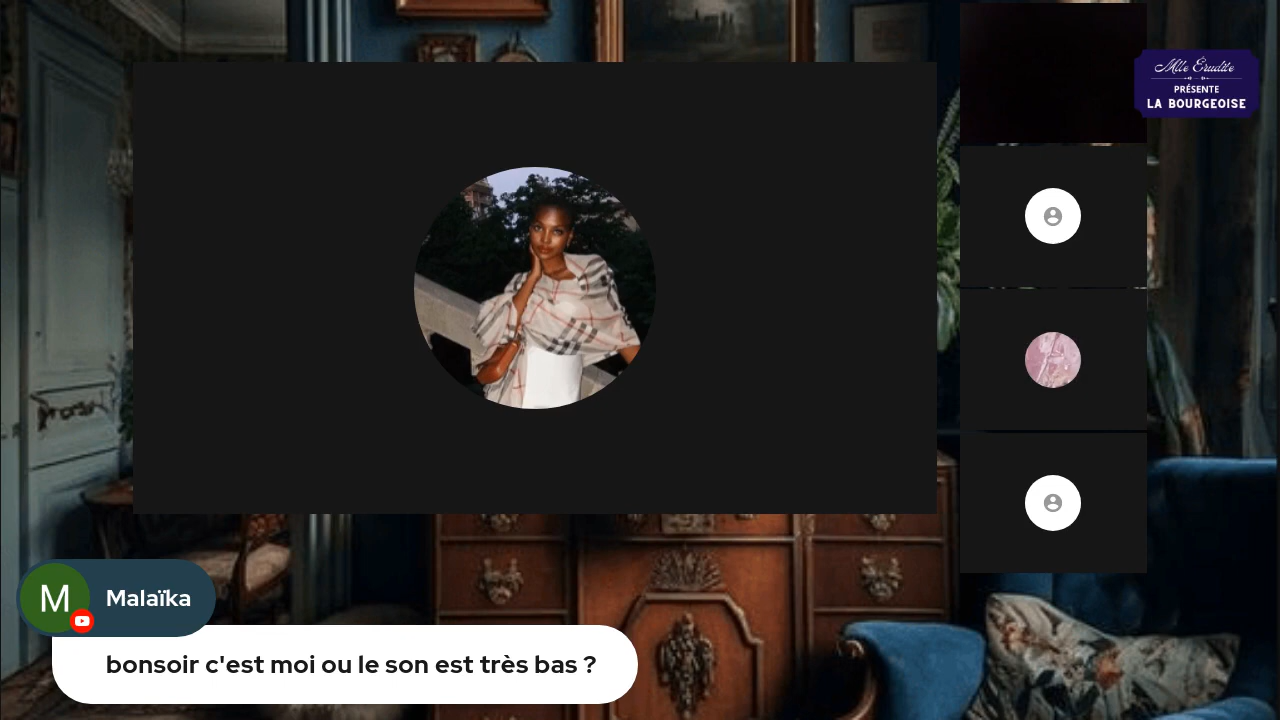 Mlle Erudite
PRÉSENTE
LA BOURGEOISE
M
Malaïka
bonsoir c'est moi ou le son est très bas ?